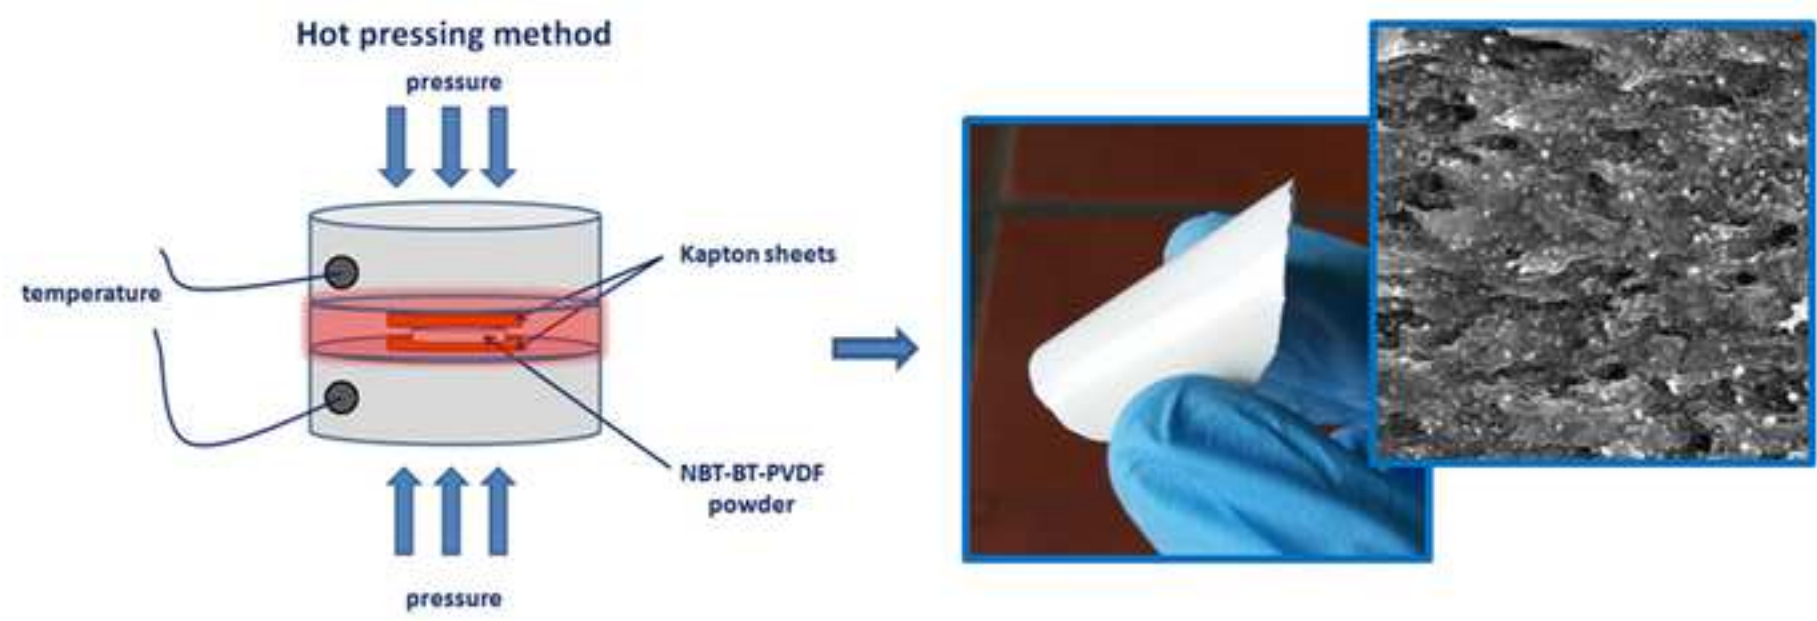 Hot pressing method
pressure
Kapton sheets
temperature
NBT-BT-PVDF
powder
pressure